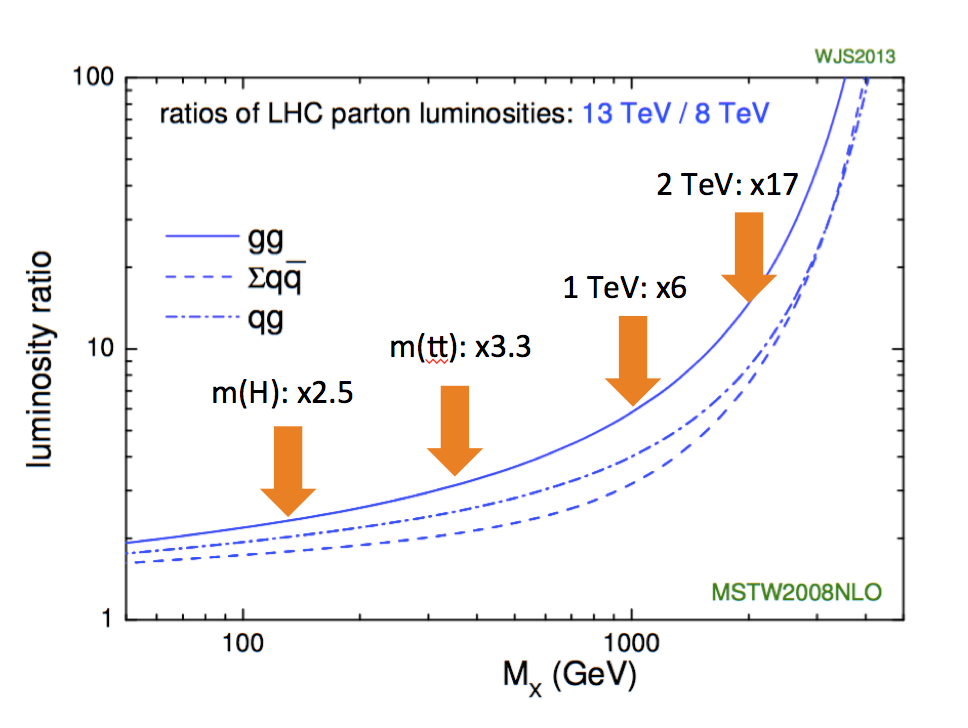 WJS2013
100
ratios of LHC parton luminosities: 13 TeV / 8 TeV
2 TeV: x17
gg
Σqq̅
qg
1 TeV: x6
m(tt): x3.3
10
m(H): x2.5
luminosity ratio
MSTW2008NLO
1
100
1000
Mₓ (GeV)